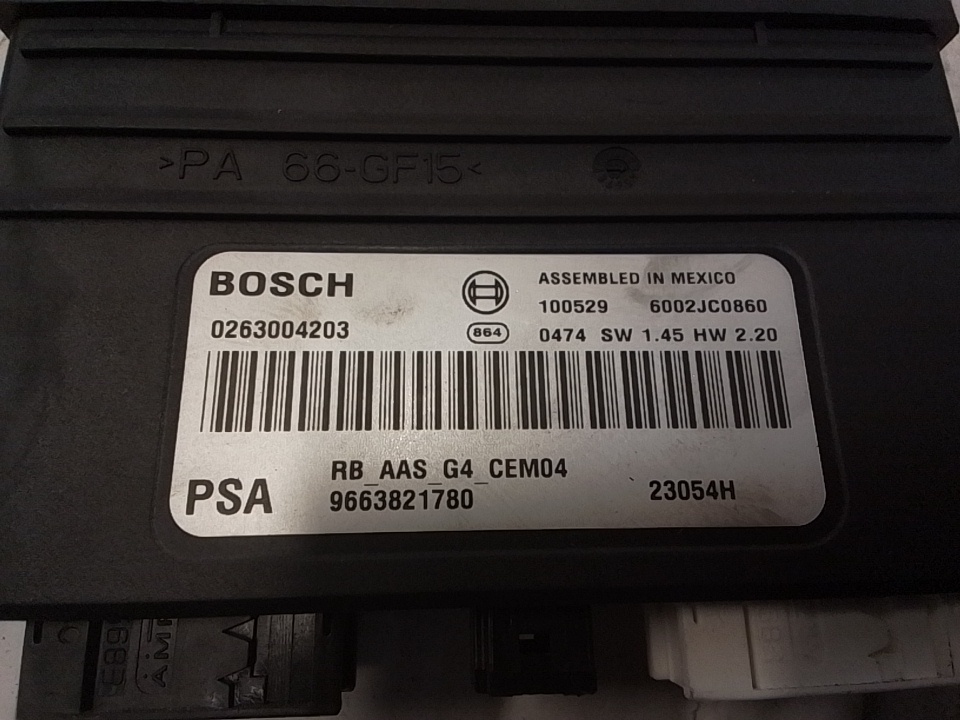 >PA 66-GF15<
BOSCH
0263004203
864
ASSEMBLED IN MEXICO
100529 6002JC0860
0474 SW 1.45 HW 2.20
PSA
RB_AAS_G4_CEM04
9663821780
23054H